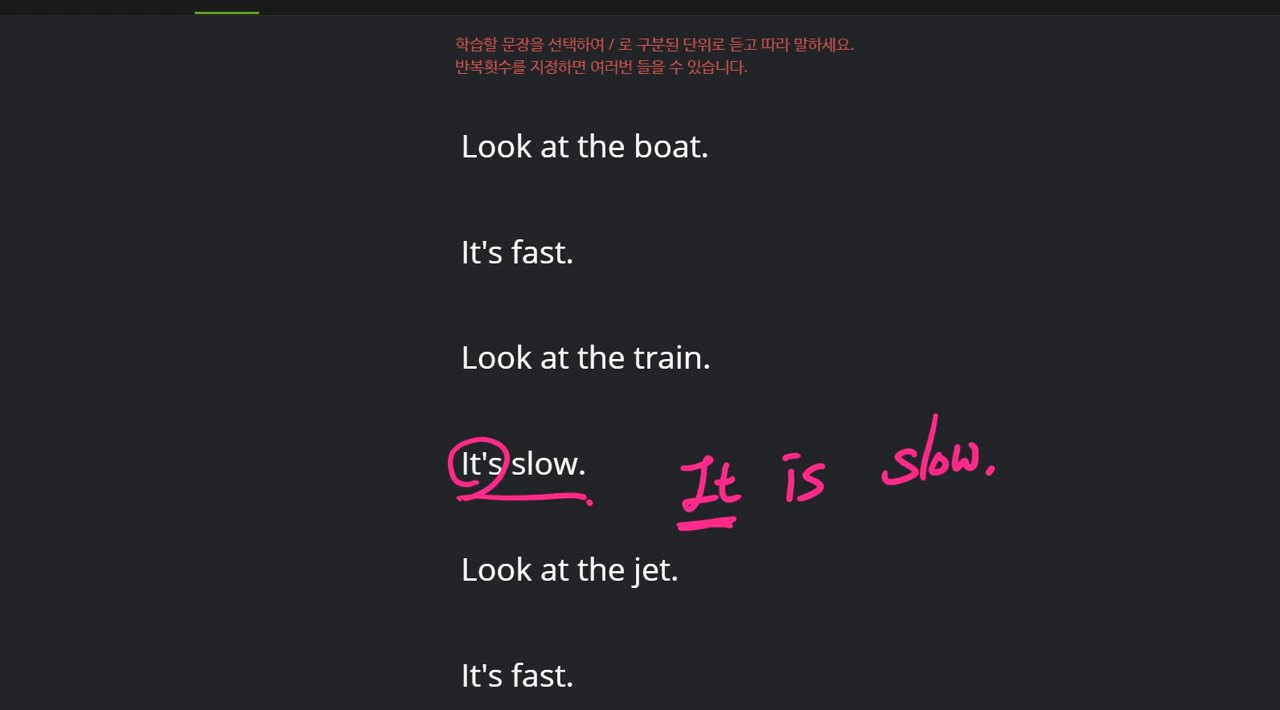 학습할 문장을 선택하여 / 로 구분된 단위로 듣고 따라 말하세요.
반복횟수를 지정하면 여러번 들을 수 있습니다.
Look at the boat.
It's fast.
Look at the train.
It's slow. It is slow.
Look at the jet.
It's fast.